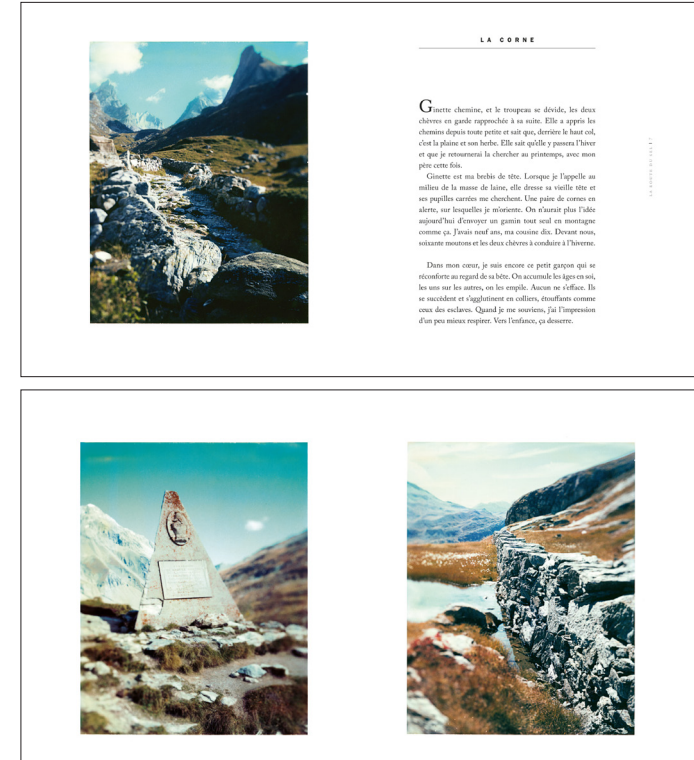 LA CORNE
Ginette chemine, et le troupeau se dévide, les deux
chèvres en garde rapprochée à sa suite. Elle a appris les
chemins depuis toute petite et sait que, derrière le haut col,
c'est la plaine et son herbe. Elle sait qu'elle y passera l'hiver
et que je retournerai la chercher au printemps, avec mon
père cette fois.
Ginette est ma brebis de tête. Lorsque je l'appelle au
milieu de la masse de laine, elle dresse sa vieille tête et
ses pupilles carrées me cherchent. Une paire de cornes en
alerte, sur lesquelles je m'oriente. On n'aurait plus l'idée
aujourd'hui d'envoyer un gamin tout seul en montagne
comme ça. J'avais neuf ans, ma cousine dix. Devant nous,
soixante moutons et les deux chèvres à conduire à l'hiverne.
Dans mon cœur, je suis encore ce petit garçon qui se
réconforte au regard de sa bête. On accumule les âges en soi,
les uns sur les autres, on les empile. Aucun ne s'efface. Ils
se succèdent et s'agglutinent en colliers, étouffants comme
ceux des esclaves. Quand je me souviens, j'ai l'impression
d'un peu mieux respirer. Vers l'enfance, ça desserre.